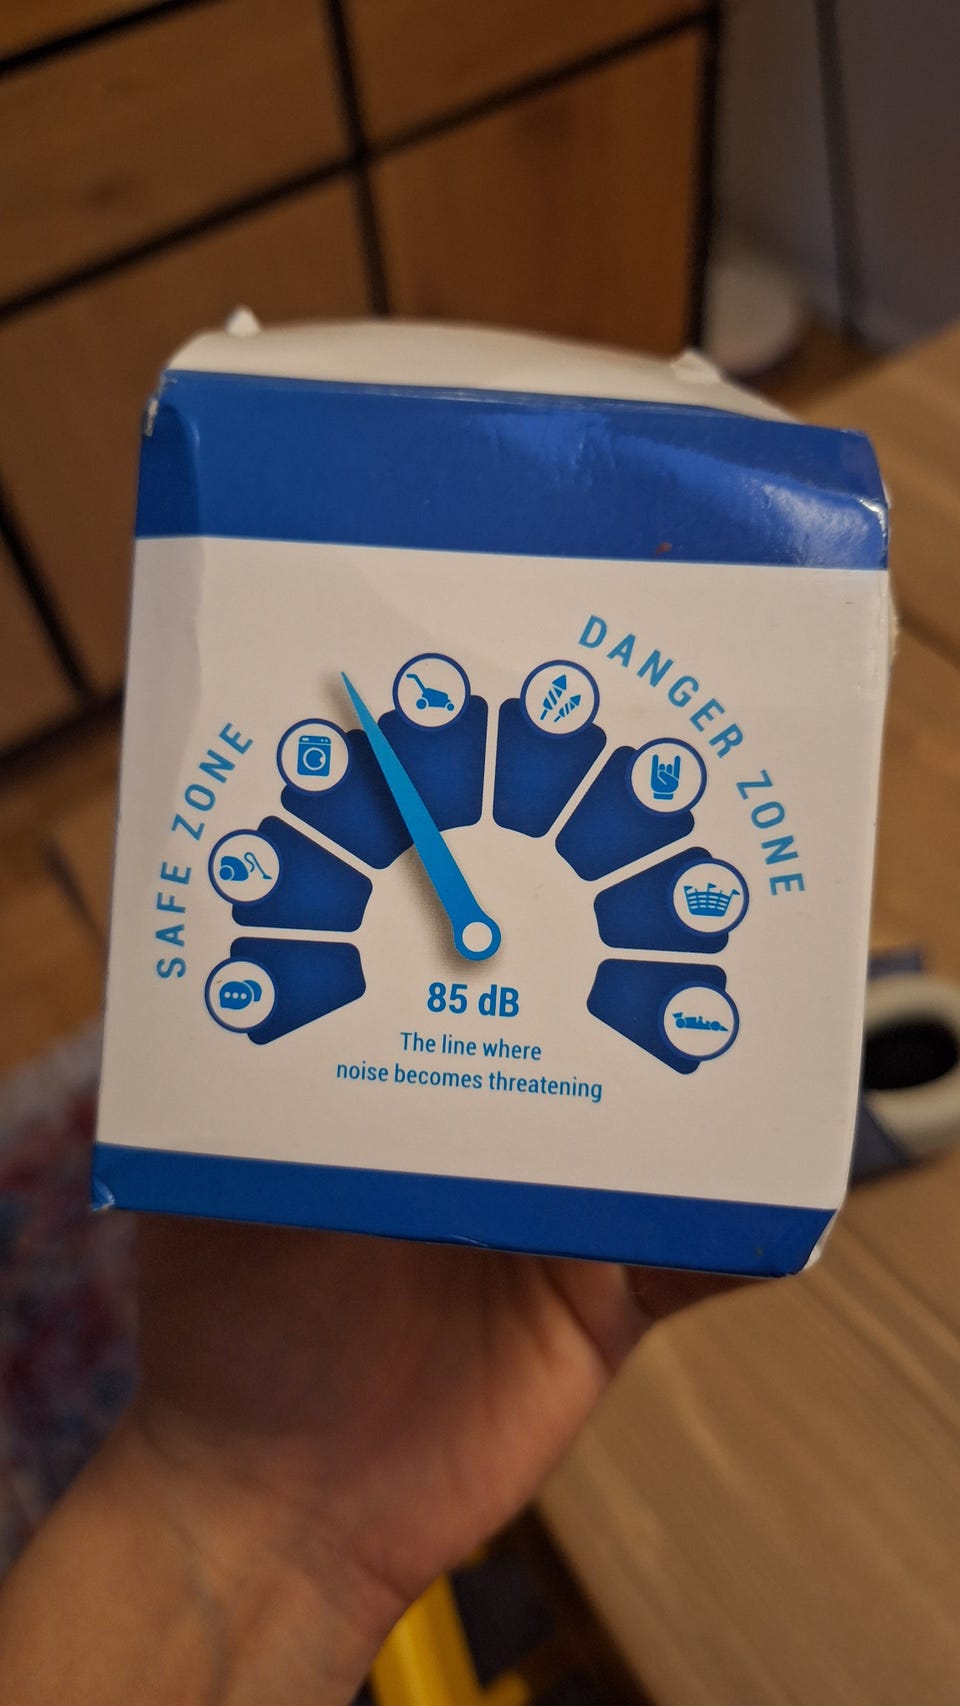 SAFE ZONE
DANGER ZONE
85 dB
The line where
noise becomes threatening